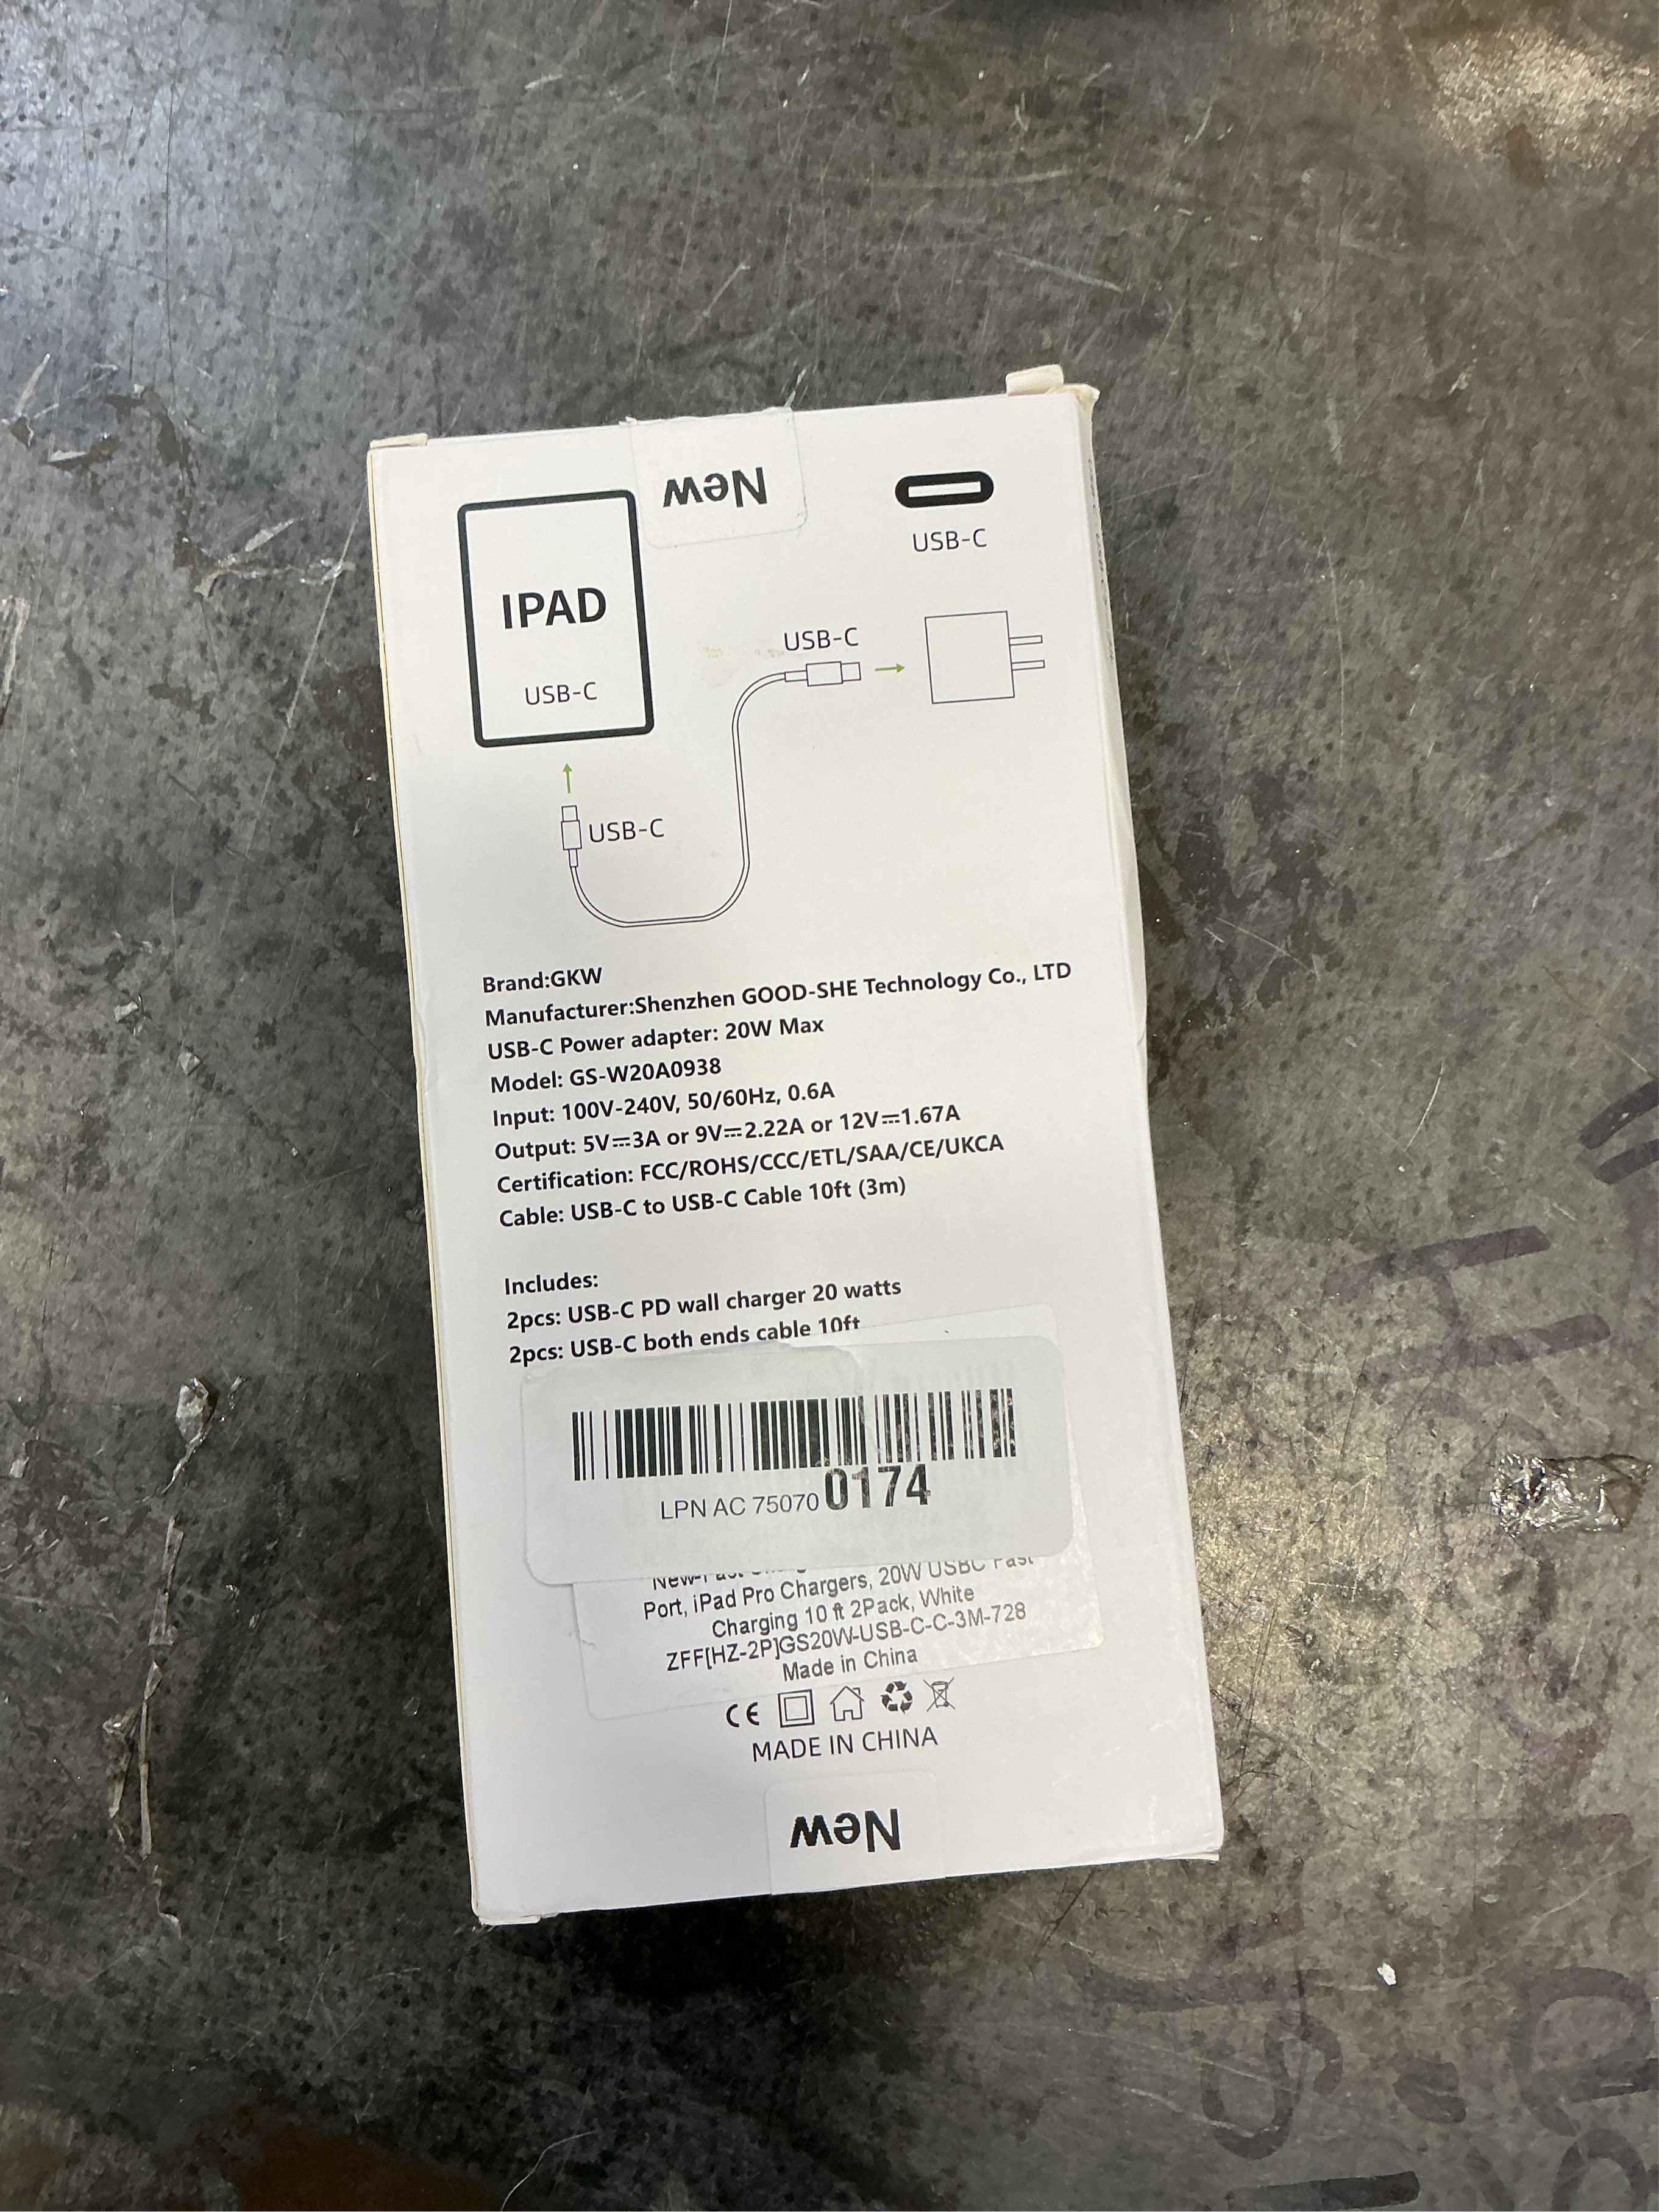 New
USB-C
IPAD
USB-C
USB-C
USB-C
Brand:GKW
Manufacturer:Shenzhen GOOD-SHE Technology Co., LTD
USB-C Power adapter: 20W Max
Model: GS-W20A0938
Input: 100V-240V, 50/60Hz, 0.6A
Output: 5V⎓3A or 9V⎓2.22A or 12V⎓1.67A
Certification: FCC/ROHS/CCC/ETL/SAA/CE/UKCA
Cable: USB-C to USB-C Cable 10ft (3m)
Includes:
2pcs: USB-C PD wall charger 20 watts
2pcs: USB-C both ends cable 10ft
LPN AC 75070 0174
20W USBC Fast
Port, iPad Pro Chargers,
Charging 10 ft 2Pack, White
ZFF[HZ-2P]GS20W-USB-C-C-3M-728
Made in China
CE
MADE IN CHINA
New